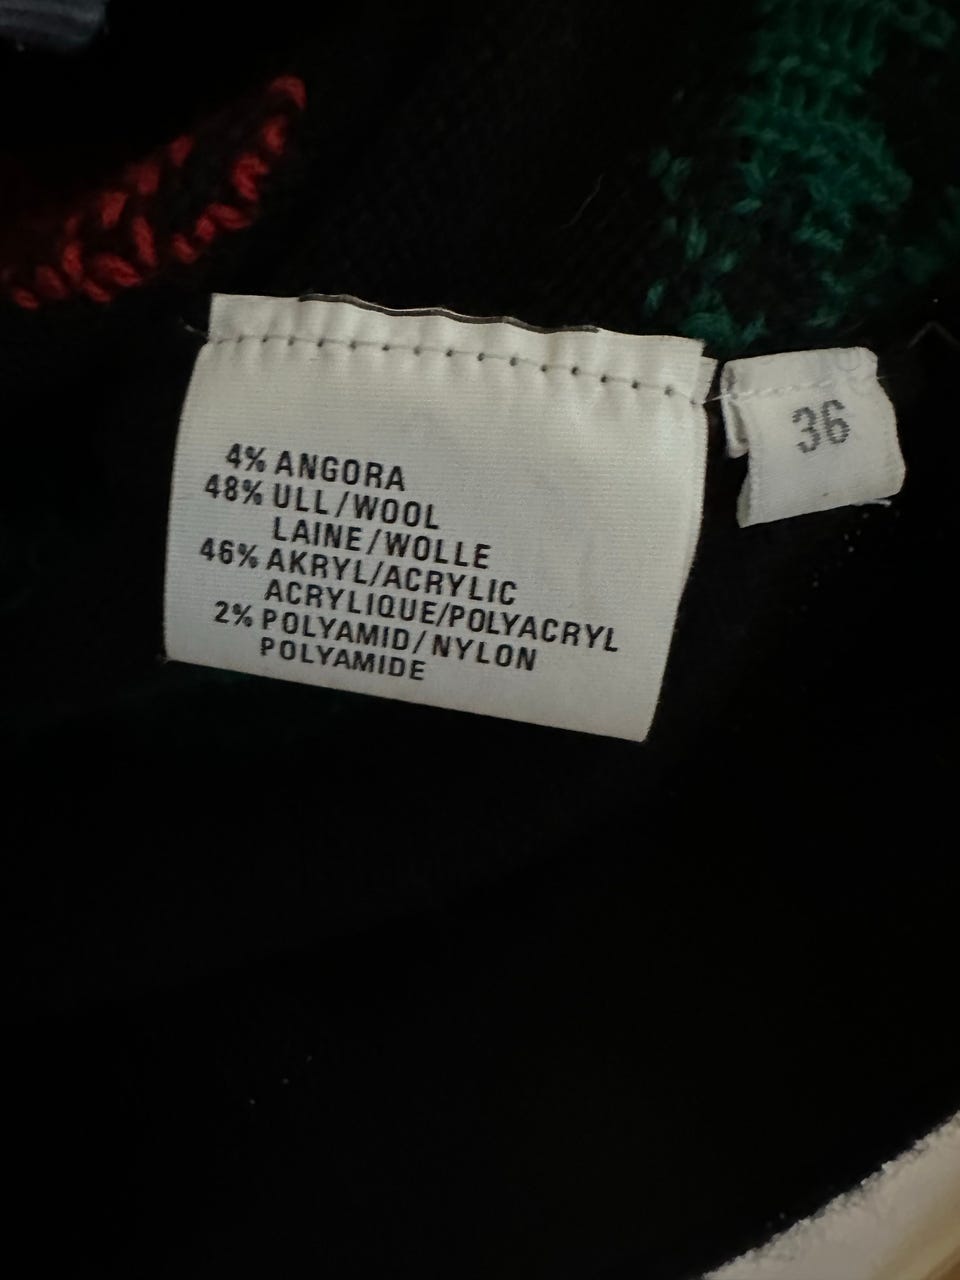 4% ANGORA
48% ULL/WOOL
LAINE/WOLLE
46% AKRYL/ACRYLIC
ACRYLIQUE/POLYACRYL
2% POLYAMID/NYLON
POLYAMIDE
36